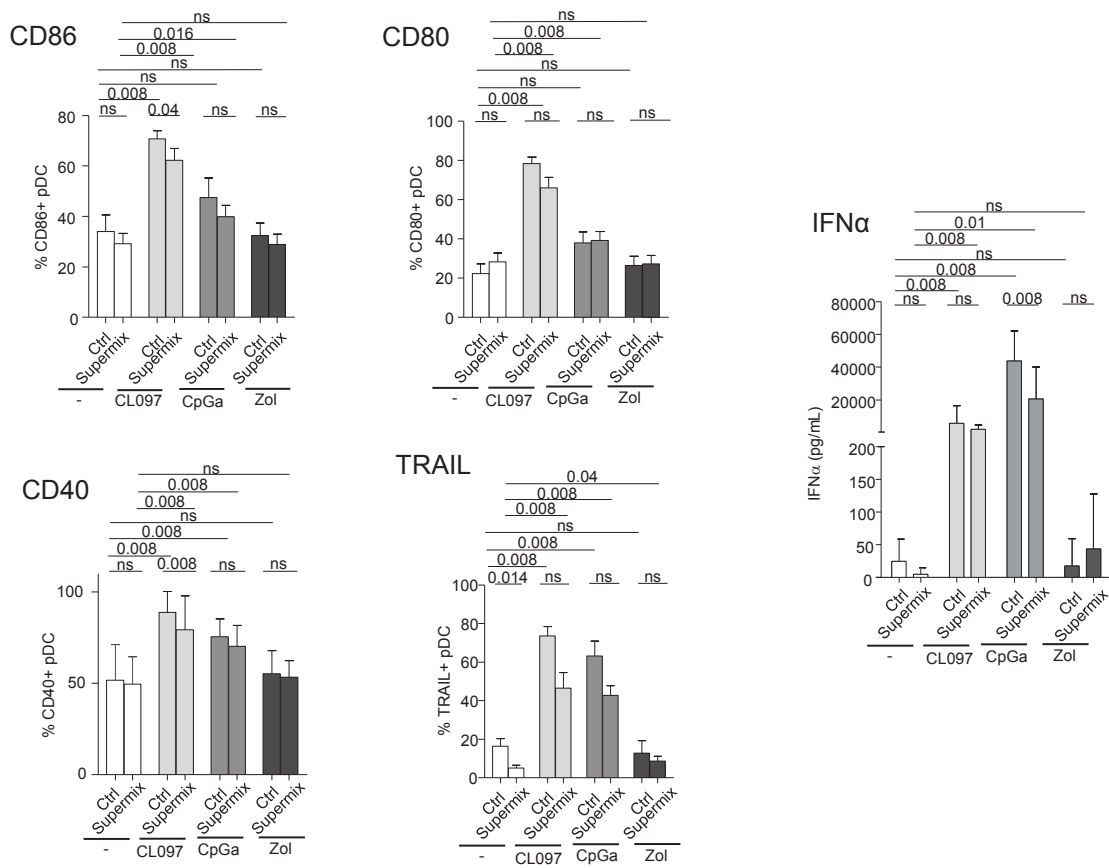 CD86
ns
0.016
0.008
ns
ns
0.008
ns 0.04 ns ns
80
60
40
20
0
% CD86+ pDC
Ctrl Supermix Ctrl Supermix Ctrl Supermix Ctrl Supermix
- CL097 CpGa Zol
CD80
ns
0.008
0.008
ns
ns
0.008
ns ns ns ns
100
80
60
40
20
0
% CD80+ pDC
Ctrl Supermix Ctrl Supermix Ctrl Supermix Ctrl Supermix
- CL097 CpGa Zol
IFNα
ns
0.01
0.008
ns
0.008
0.008
ns ns 0.008 ns
80000
60000
40000
20000
200
150
100
50
0
IFNα (pg/mL)
Ctrl Supermix Ctrl Supermix Ctrl Supermix Ctrl Supermix
- CL097 CpGa Zol
CD40
ns
0.008
0.008
ns
0.008
0.008
ns 0.008 ns ns
100
50
0
% CD40+ pDC
Ctrl Supermix Ctrl Supermix Ctrl Supermix Ctrl Supermix
- CL097 CpGa Zol
TRAIL
0.04
0.008
0.008
ns
0.008
0.008
0.014 ns ns ns
100
80
60
40
20
0
% TRAIL+ pDC
Ctrl Supermix Ctrl Supermix Ctrl Supermix Ctrl Supermix
- CL097 CpGa Zol